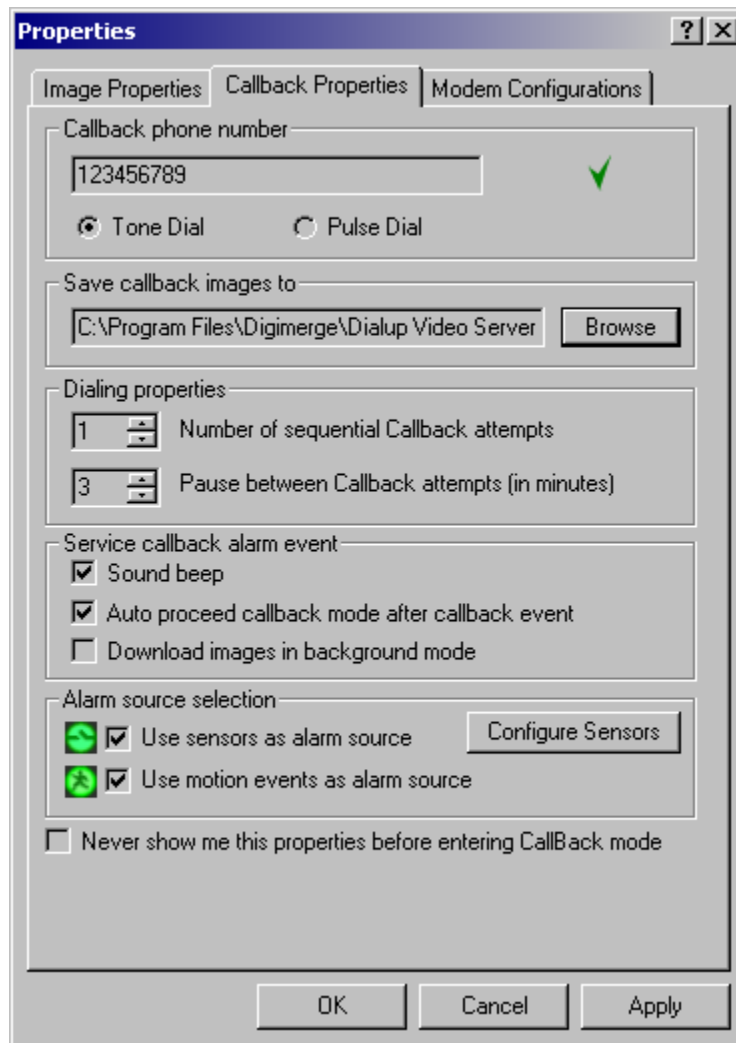 Properties
Image Properties Callback Properties Modem Configurations
Callback phone number
123456789
Tone Dial Pulse Dial
Save callback images to
C:\Program Files\Digimerge\Dialup Video Server Browse
Dialing properties
1 Number of sequential Callback attempts
3 Pause between Callback attempts (in minutes)
Service callback alarm event
Sound beep
Auto proceed callback mode after callback event
Download images in background mode
Alarm source selection
Use sensors as alarm source Configure Sensors
Use motion events as alarm source
Never show me this properties before entering CallBack mode
OK Cancel Apply